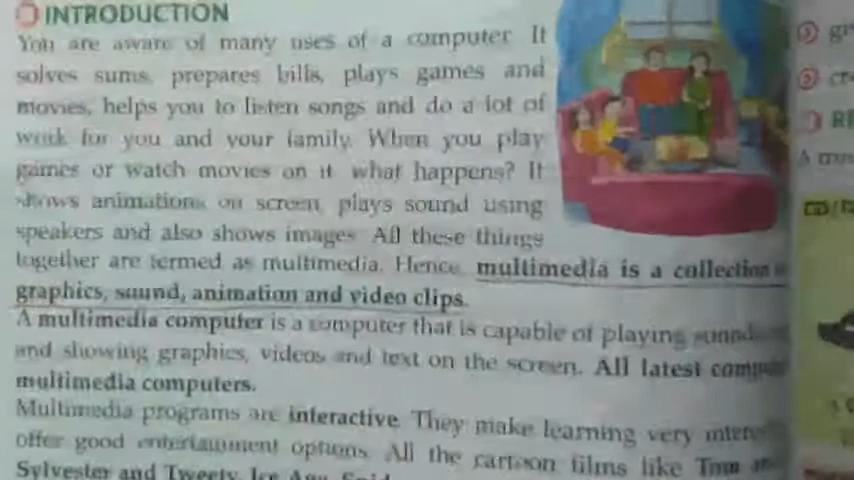 INTRODUCTION
You are aware of many uses of a computer. It
solves sums, prepares bills, plays games and
movies, helps you to listen songs and do a lot of
work for you and your family. When you play
games or watch movies on it, what happens? It
shows animations on screen, plays sound using
speakers and also shows images. All these things
together are termed as multimedia. Hence, multimedia is a collection
graphics, sound, animation and video clips.
A multimedia computer is a computer that is capable of playing sound
and showing graphics, videos and text on the screen. All latest
multimedia computers.
Multimedia programs are interactive. They make learning very
offer good entertainment options. All the cartoon films like Tom
Sylvester and Tweety, Ice Age,